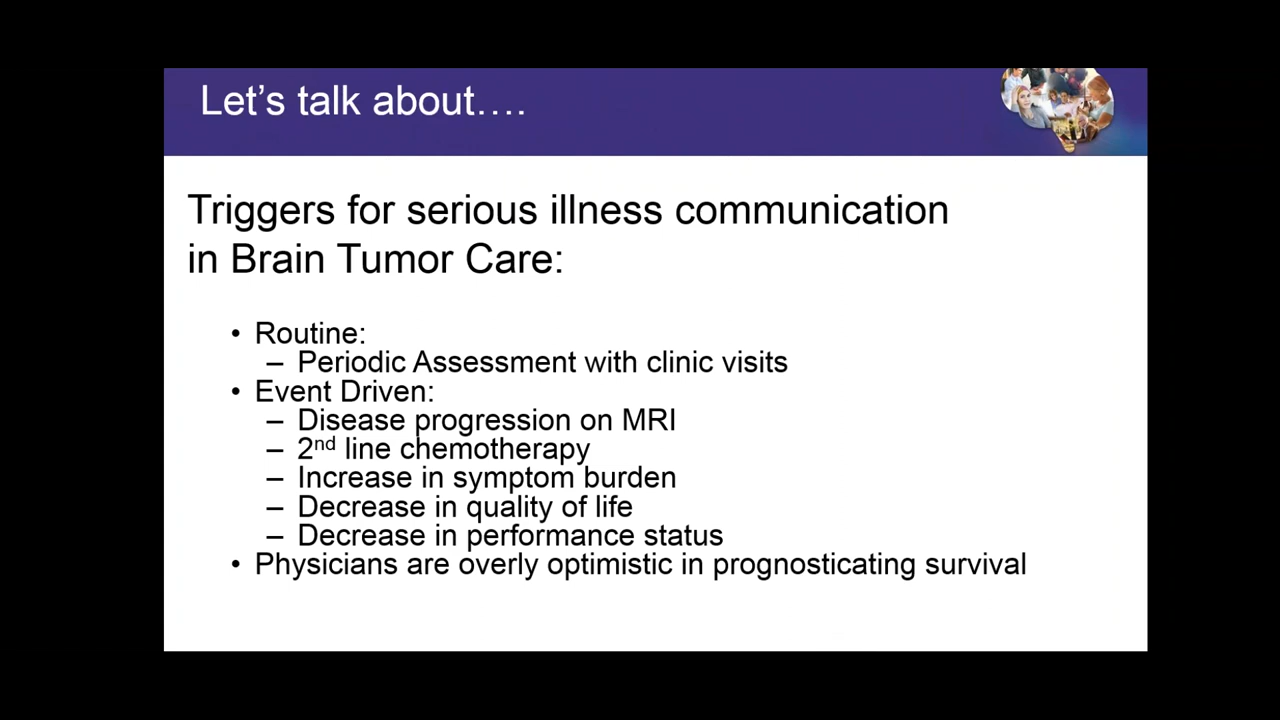 Let's talk about….
Triggers for serious illness communication
in Brain Tumor Care:
• Routine:
– Periodic Assessment with clinic visits
• Event Driven:
– Disease progression on MRI
– 2nd line chemotherapy
– Increase in symptom burden
– Decrease in quality of life
– Decrease in performance status
• Physicians are overly optimistic in prognosticating survival